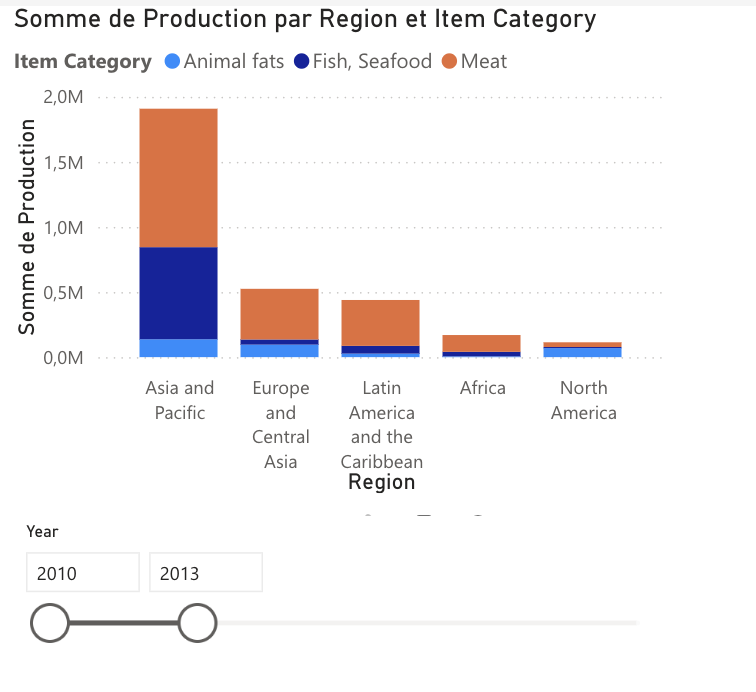 Somme de Production par Region et Item Category
Item Category Animal fats Fish, Seafood Meat
Somme de Production
2,0M
1,5M
1,0M
0,5M
0,0M
Asia and
Pacific
Europe
and
Central
Asia
Latin
America
and the
Caribbean
Africa
North
America
Region
Year
2010
2013